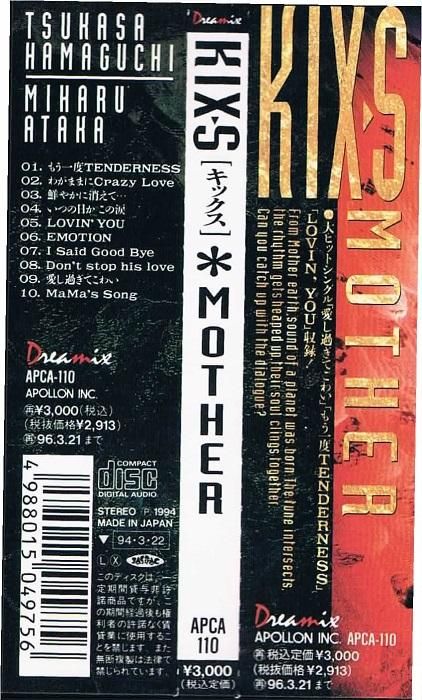 TSUKASA
HAMAGUCHI
MIHARU
ATAKA
01. もう一度TENDERNESS
02. わがままにCrazy Love
03. 鮮やかに消えて…
04. いつの日かこの涙
05. LOVIN' YOU
06. EMOTION
07. I Said Good Bye
08. Don't stop his love
09. 愛し過ぎてこわい
10. MaMa's Song
Dreamix
APCA-110
APOLLON INC.
再¥3,000(税込)
(税抜価格¥2,913)
再96.3.21まで
4988015049756
COMPACT
disc
DIGITAL AUDIO
STEREO Ⓟ 1994
MADE IN JAPAN
▼ 94・3・22
L X
このディスクは、一
定期間貸与非許
諾商品ですが、こ
の期間経過後も権
利者の許諾なく賃
貸業に使用するこ
とを禁じます。また
無断複製は法律で
禁じられています。
Dreamix
KIX・S [キックス] * MOTHER
APCA
110
¥3,000
(税込定価)
KIX・S
MOTHER
●大ヒットシングル「愛し過ぎてこわい」「もう一度TENDERNESS」
「LOVIN' YOU」収録!
From Mother earth,sound of a planet was born.the tune intersects,
the rhythm gets heaped up,their soul clings together.
Can you catch up with the dialogue?
Dreamix
APOLLON INC. APCA-110
再税込定価¥3,000
(税抜価格¥2,913)
再96.3.21まで